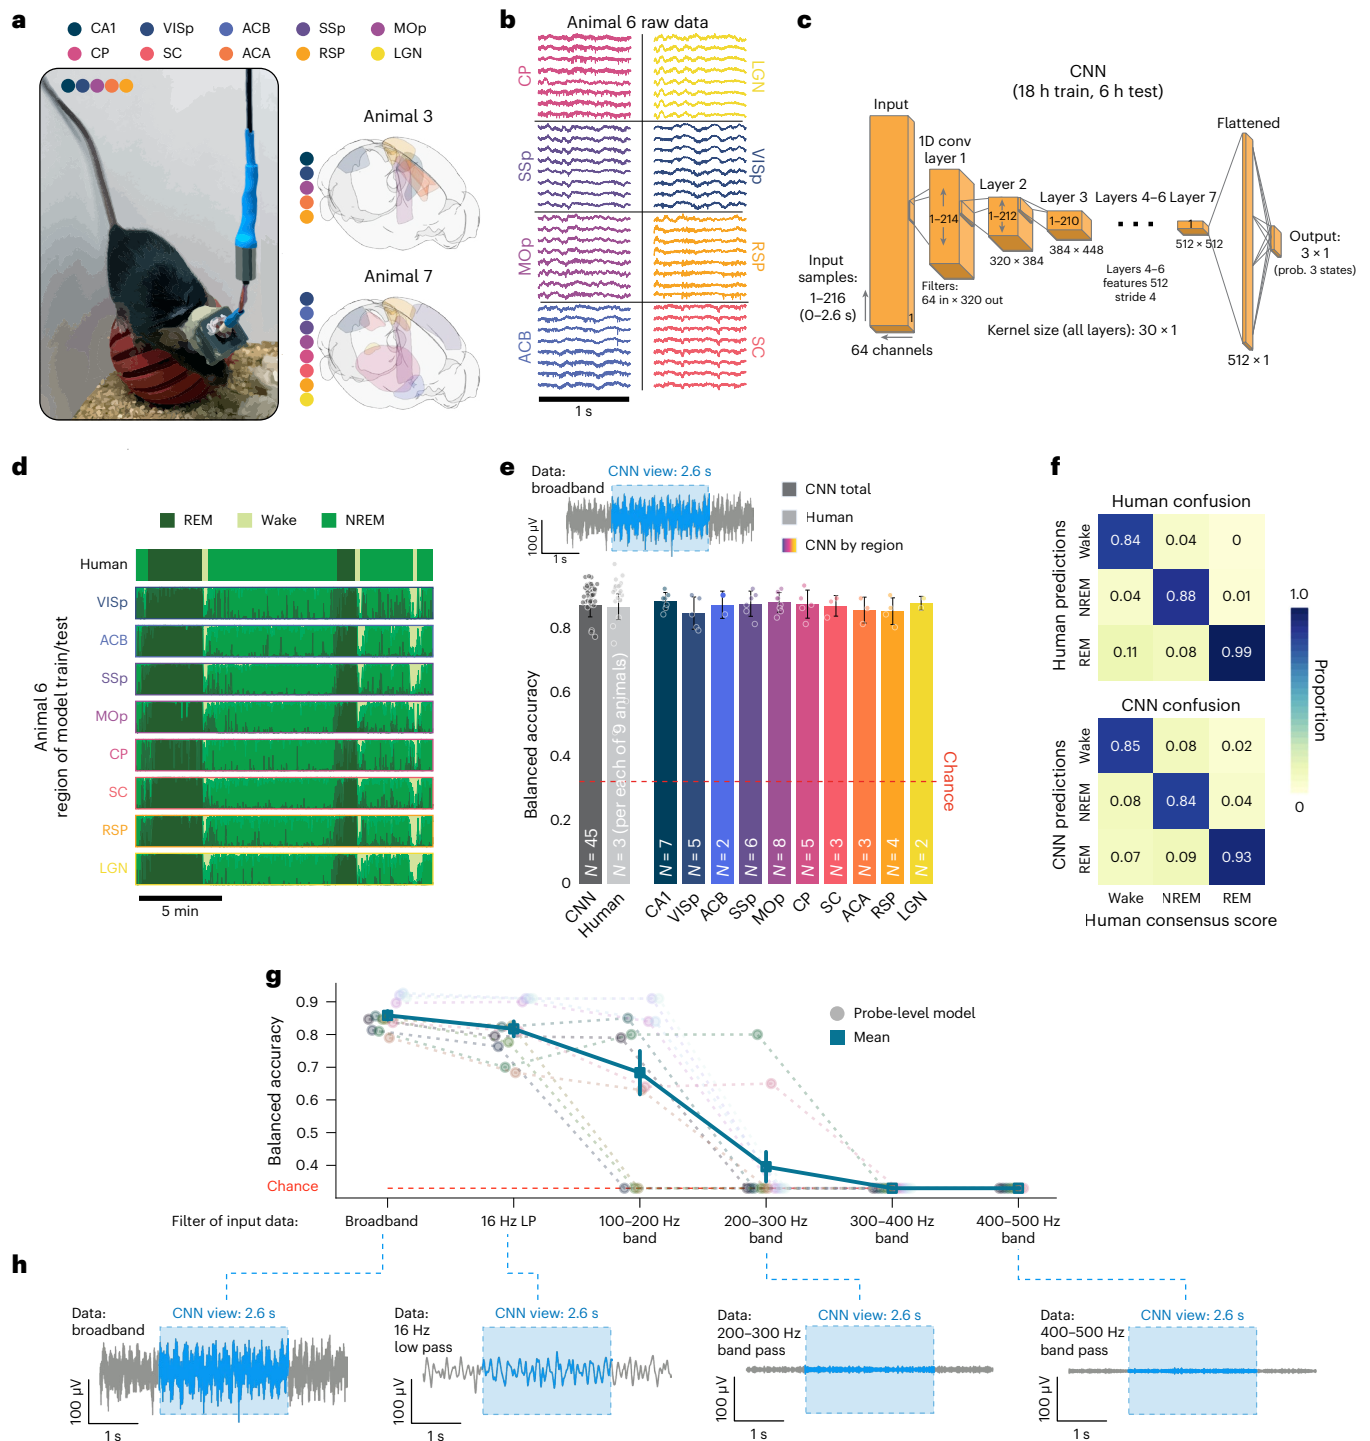 a
CA1
VISp
ACB
SSp
MOp
CP
SC
ACA
RSP
LGN
Animal 3
Animal 7
b
Animal 6 raw data
CP
LGN
SSp
VISp
MOp
RSP
ACB
SC
1 s
c
CNN
(18 h train, 6 h test)
Input
1D conv
layer 1
Layer 2
Layer 3
Layers 4–6
Layer 7
Flattened
1–214
1–212
1–210
1
512 × 512
320 × 384
384 × 448
Output:
3 × 1
(prob. 3 states)
Input
samples:
1–216
(0–2.6 s)
Filters:
64 in × 320 out
Layers 4–6
features 512
stride 4
1
Kernel size (all layers): 30 × 1
64 channels
512 × 1
d
REM
Wake
NREM
Human
VISp
ACB
SSp
MOp
CP
SC
RSP
LGN
Animal 6
region of model train/test
5 min
e
Data:
broadband
CNN view: 2.6 s
100 µV
1 s
CNN total
Human
CNN by region
Balanced accuracy
0.8
0.6
0.4
0.2
0
Chance
N = 45
N = 3 (per each of 9 animals)
N = 7
N = 5
N = 2
N = 6
N = 8
N = 5
N = 3
N = 3
N = 4
N = 2
CNN
Human
CA1
VISp
ACB
SSp
MOp
CP
SC
ACA
RSP
LGN
f
Human confusion
Human predictions
Wake
0.84
0.04
0
NREM
0.04
0.88
0.01
REM
0.11
0.08
0.99
CNN confusion
CNN predictions
Wake
0.85
0.08
0.02
NREM
0.08
0.84
0.04
REM
0.07
0.09
0.93
Wake
NREM
REM
Human consensus score
1.0
Proportion
0
g
Balanced accuracy
0.9
0.8
0.7
0.6
0.5
0.4
Chance
Probe-level model
Mean
Filter of input data:
Broadband
16 Hz LP
100–200 Hz
band
200–300 Hz
band
300–400 Hz
band
400–500 Hz
band
h
Data:
broadband
CNN view: 2.6 s
100 µV
1 s
Data:
16 Hz
low pass
CNN view: 2.6 s
100 µV
1 s
Data:
200–300 Hz
band pass
CNN view: 2.6 s
100 µV
1 s
Data:
400–500 Hz
band pass
CNN view: 2.6 s
100 µV
1 s